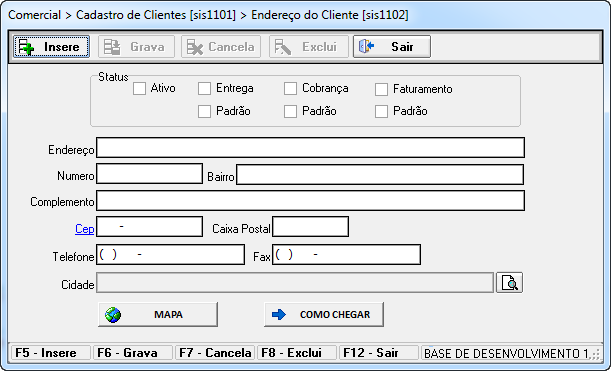 Comercial > Cadastro de Clientes [sis1101] > Endereço do Cliente [sis1102]
Insere Grava Cancela Exclui Sair
Status
Ativo Entrega Cobrança Faturamento
Padrão Padrão Padrão
Endereço
Numero Bairro
Complemento
Cep - Caixa Postal
Telefone ( ) - Fax ( ) -
Cidade
MAPA COMO CHEGAR
F5 - Insere F6 - Grava F7 - Cancela F8 - Exclui F12 - Sair BASE DE DESENVOLVIMENTO 1